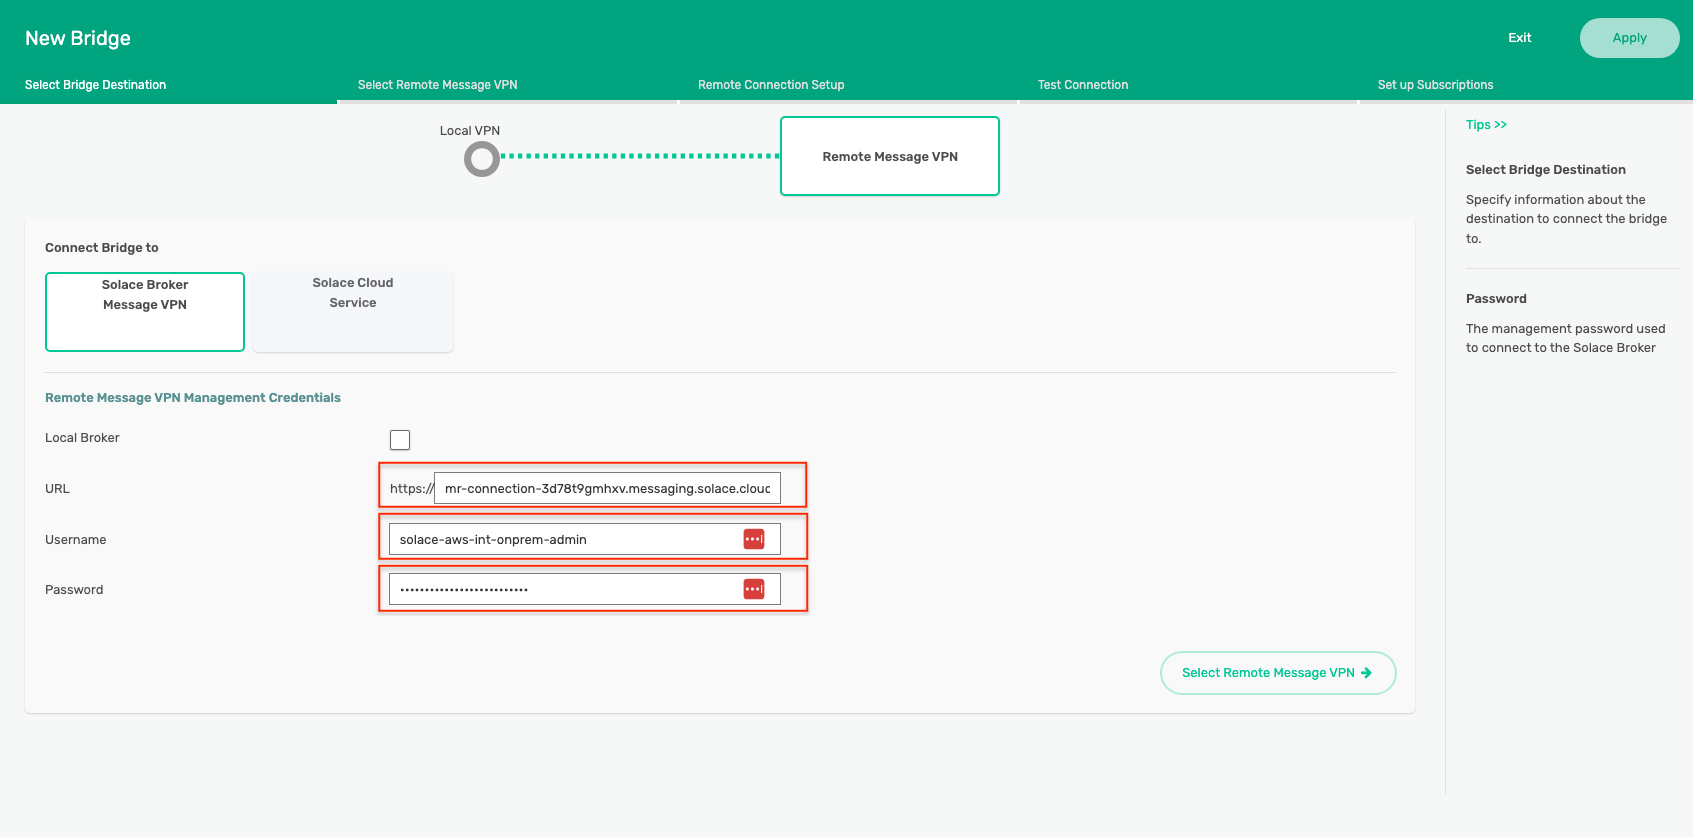 New Bridge
Exit
Apply
Select Bridge Destination
Select Remote Message VPN
Remote Connection Setup
Test Connection
Set up Subscriptions
Local VPN
Remote Message VPN
Connect Bridge to
Solace Broker
Message VPN
Solace Cloud
Service
Remote Message VPN Management Credentials
Local Broker
URL
https:// mr-connection-3d78t9gmhxv.messaging.solace.cloud
Username
solace-aws-int-onprem-admin
Password
Select Remote Message VPN
Tips >>
Select Bridge Destination
Specify information about the
destination to connect the bridge
to.
Password
The management password used
to connect to the Solace Broker